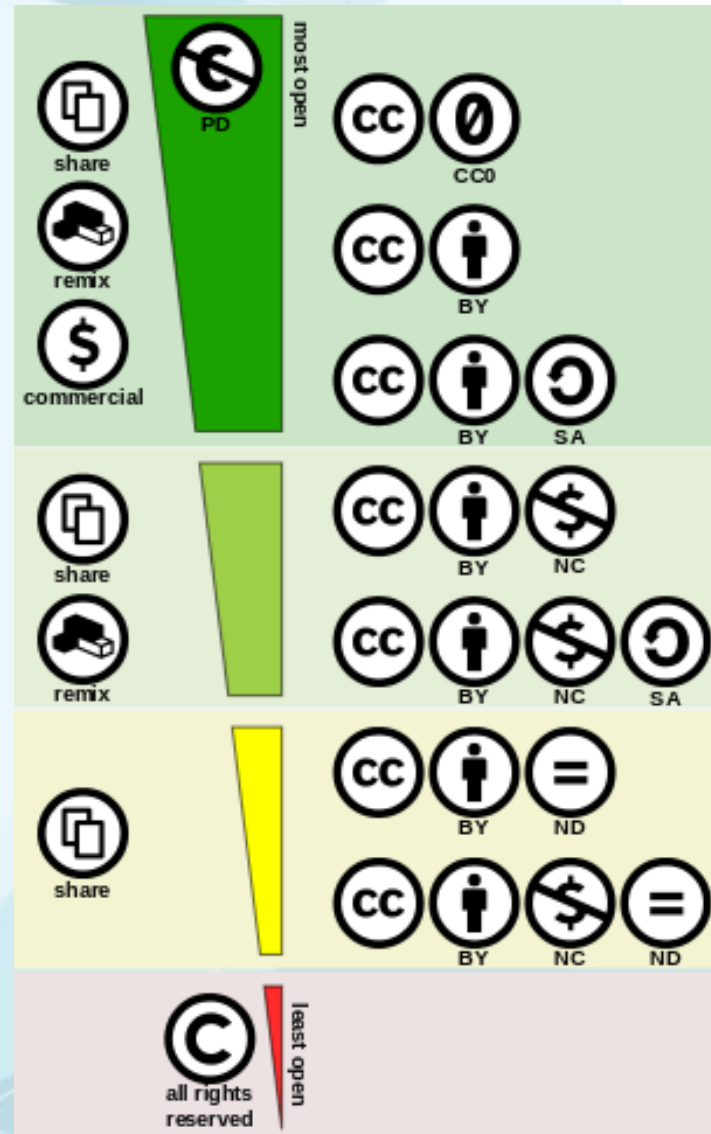 PD
most open
share
remix
commercial
cc 0
CC0
cc
BY
cc
BY SA
share
remix
cc $
BY NC
cc $
BY NC SA
share
cc =
BY ND
cc $ =
BY NC ND
C
all rights
reserved
least open